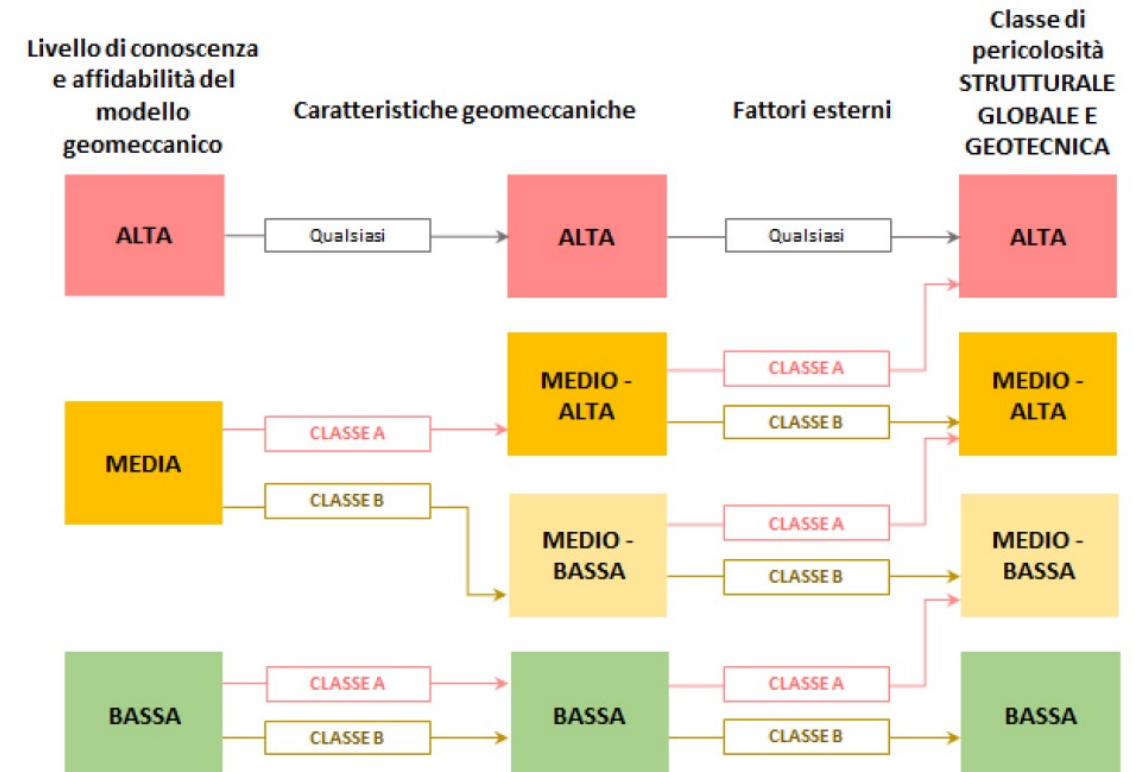 Livello di conoscenza
e affidabilità del
modello
geomeccanico
Caratteristiche geomeccaniche
Fattori esterni
Classe di
pericolosità
STRUTTURALE
GLOBALE E
GEOTECNICA
ALTA
Qualsiasi
ALTA
Qualsiasi
ALTA
MEDIA
CLASSE A
CLASSE B
MEDIO -
ALTA
CLASSE A
CLASSE B
MEDIO -
ALTA
MEDIO -
BASSA
CLASSE A
CLASSE B
MEDIO -
BASSA
BASSA
CLASSE A
CLASSE B
BASSA
CLASSE A
CLASSE B
BASSA